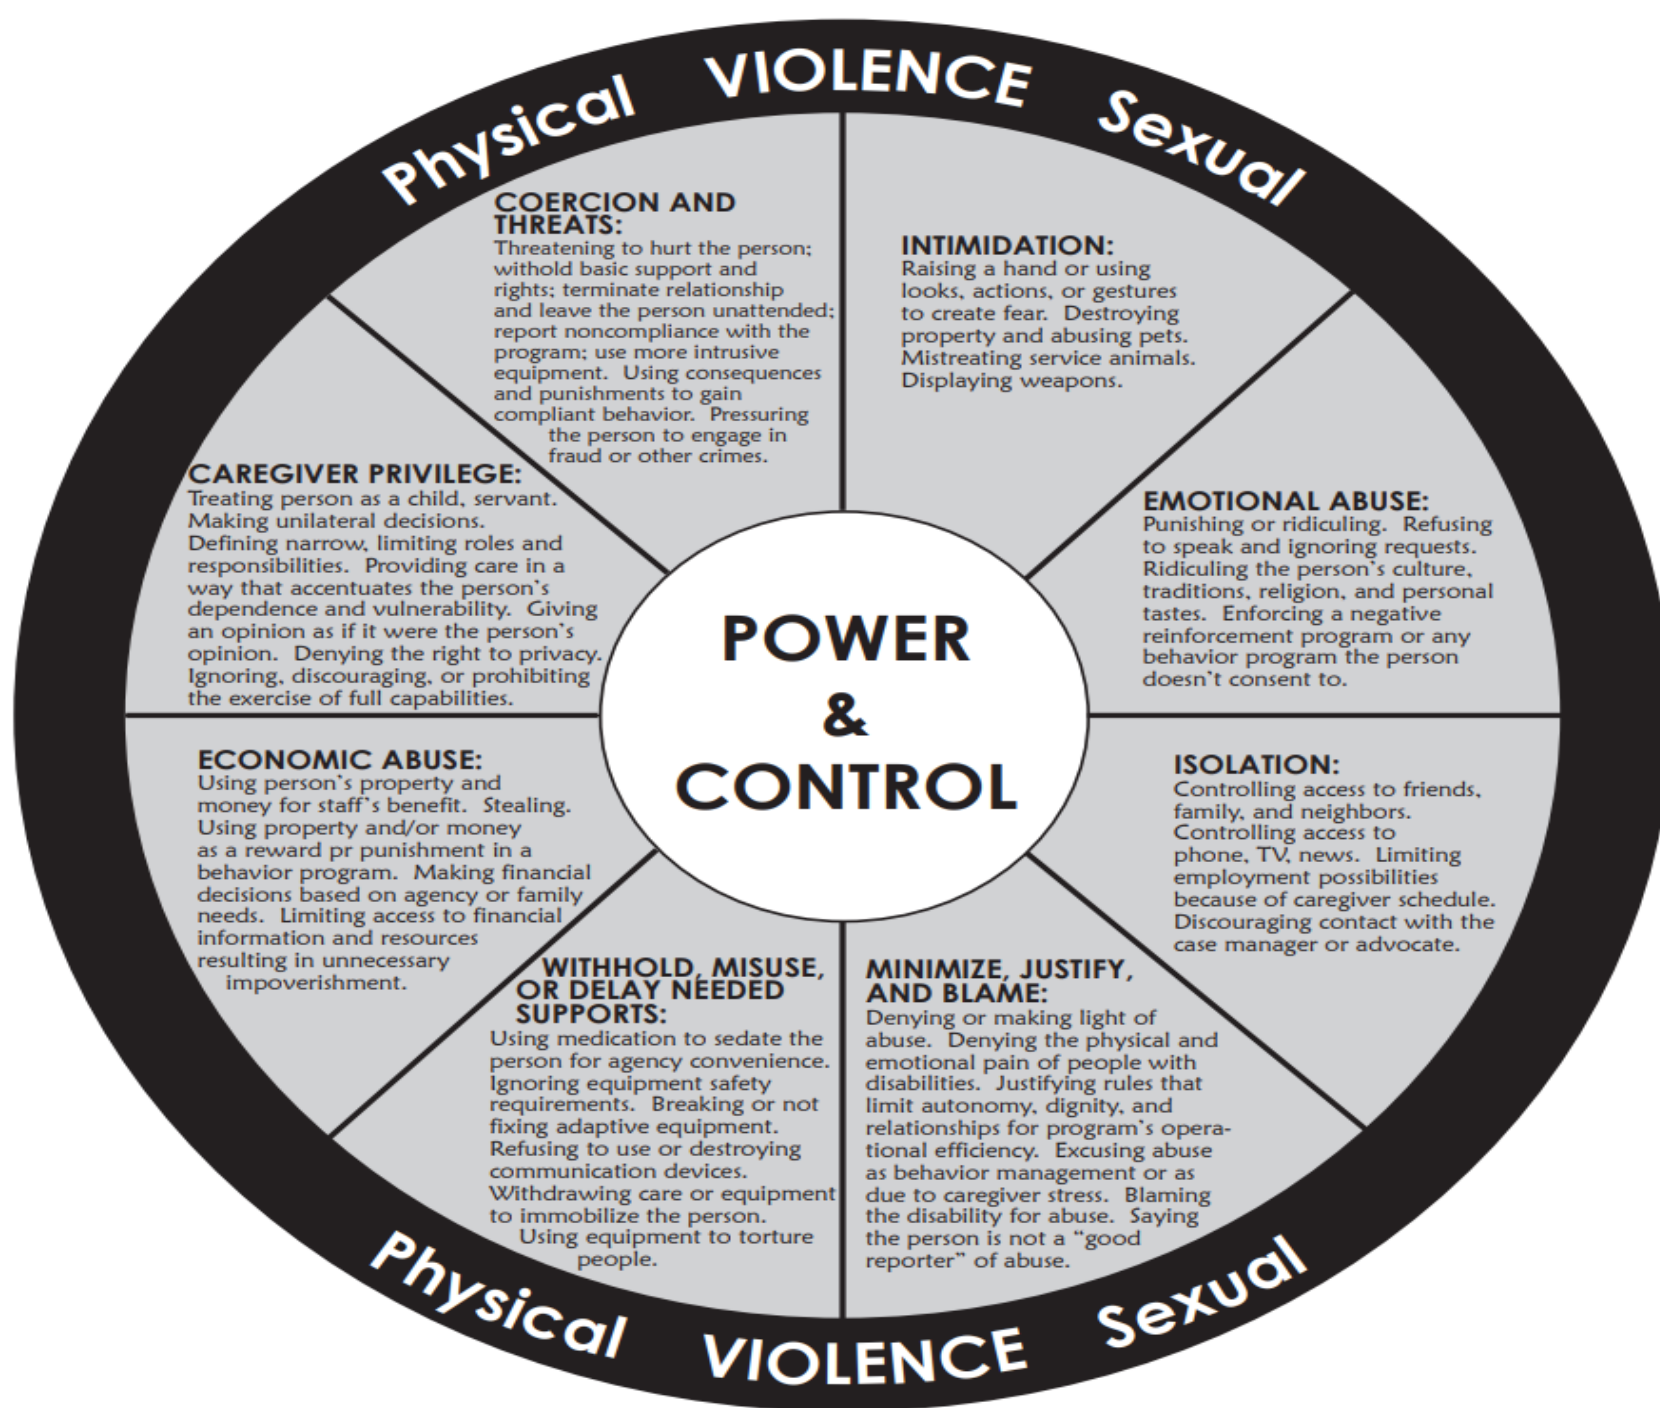 Physical VIOLENCE Sexual
COERCION AND
THREATS:
Threatening to hurt the person;
withold basic support and
rights; terminate relationship
and leave the person unattended;
report noncompliance with the
program; use more intrusive
equipment. Using consequences
and punishments to gain
compliant behavior. Pressuring
the person to engage in
fraud or other crimes.
INTIMIDATION:
Raising a hand or using
looks, actions, or gestures
to create fear. Destroying
property and abusing pets.
Mistreating service animals.
Displaying weapons.
CAREGIVER PRIVILEGE:
Treating person as a child, servant.
Making unilateral decisions.
Defining narrow, limiting roles and
responsibilities. Providing care in a
way that accentuates the person's
dependence and vulnerability. Giving
an opinion as if it were the person's
opinion. Denying the right to privacy.
Ignoring, discouraging, or prohibiting
the exercise of full capabilities.
EMOTIONAL ABUSE:
Punishing or ridiculing. Refusing
to speak and ignoring requests.
Ridiculing the person's culture,
traditions, religion, and personal
tastes. Enforcing a negative
reinforcement program or any
behavior program the person
doesn't consent to.
POWER
&
CONTROL
ECONOMIC ABUSE:
Using person's property and
money for staff's benefit. Stealing.
Using property and/or money
as a reward pr punishment in a
behavior program. Making financial
decisions based on agency or family
needs. Limiting access to financial
information and resources
resulting in unnecessary
impoverishment.
ISOLATION:
Controlling access to friends,
family, and neighbors.
Controlling access to
phone, TV, news. Limiting
employment possibilities
because of caregiver schedule.
Discouraging contact with the
case manager or advocate.
WITHHOLD, MISUSE,
OR DELAY NEEDED
SUPPORTS:
Using medication to sedate the
person for agency convenience.
Ignoring equipment safety
requirements. Breaking or not
fixing adaptive equipment.
Refusing to use or destroying
communication devices.
Withdrawing care or equipment
to immobilize the person.
Using equipment to torture
people.
MINIMIZE, JUSTIFY,
AND BLAME:
Denying or making light of
abuse. Denying the physical and
emotional pain of people with
disabilities. Justifying rules that
limit autonomy, dignity, and
relationships for program's opera-
tional efficiency. Excusing abuse
as behavior management or as
due to caregiver stress. Blaming
the disability for abuse. Saying
the person is not a "good
reporter" of abuse.
Physical VIOLENCE Sexual